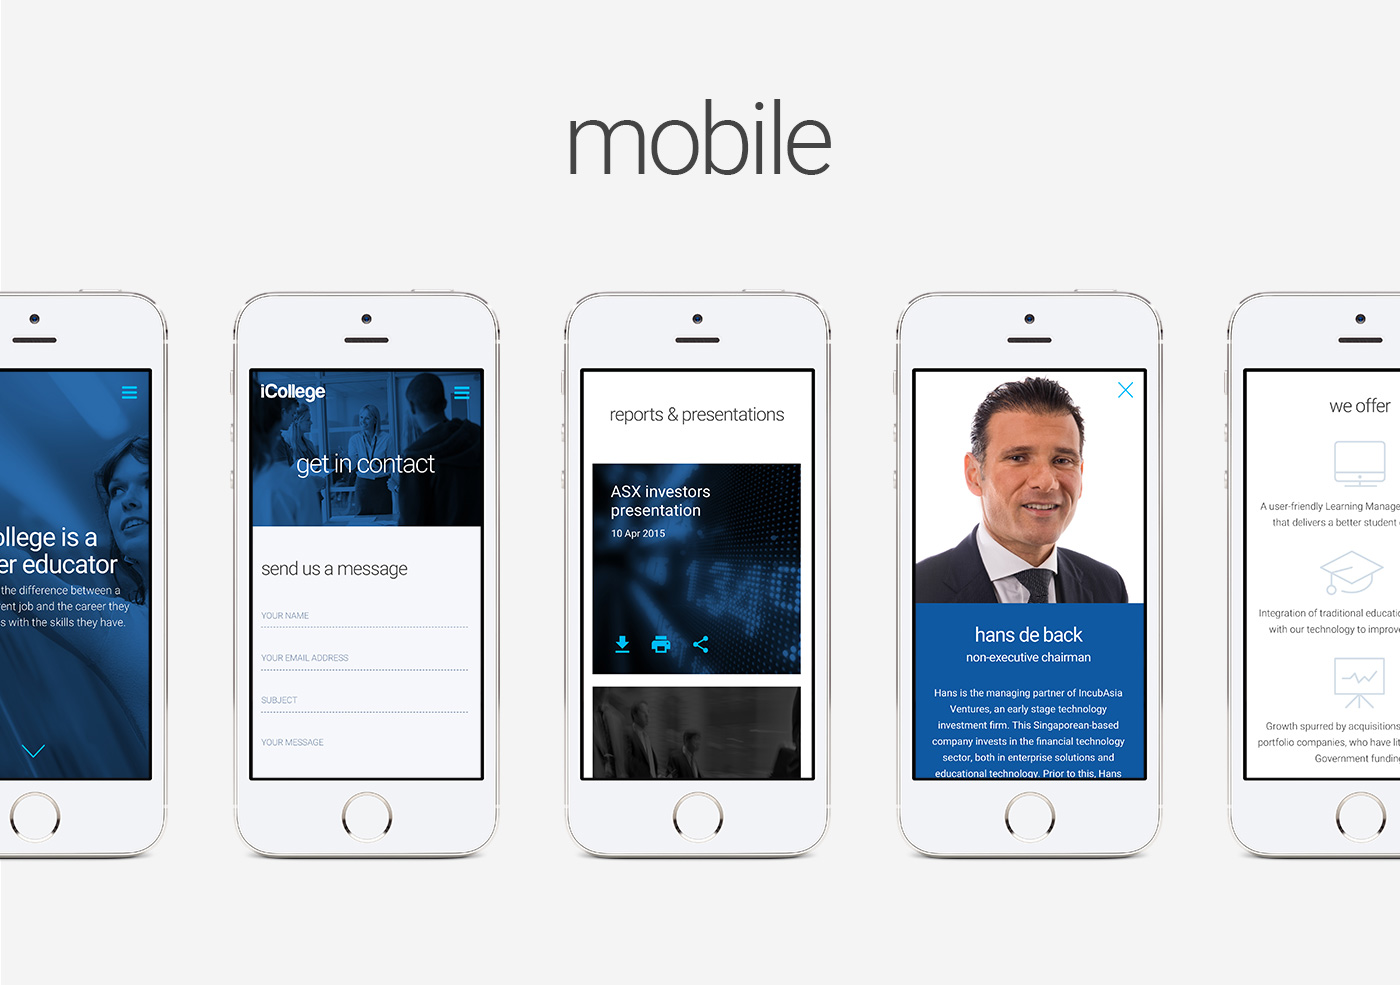 mobile
ollege is a
er educator
the difference between a
ent job and the career they
s with the skills they have.
iCollege
get in contact
send us a message
YOUR NAME
YOUR EMAIL ADDRESS
SUBJECT
YOUR MESSAGE
reports & presentations
ASX investors
presentation
10 Apr 2015
hans de back
non-executive chairman
Hans is the managing partner of IncubAsia
Ventures, an early stage technology
investment firm. This Singaporean-based
company invests in the financial technology
sector, both in enterprise solutions and
educational technology. Prior to this, Hans
we offer
A user-friendly Learning Manage
that delivers a better student
Integration of traditional educatio
with our technology to improve
Growth spurred by acquisitions
portfolio companies, who have lit
Government fundin